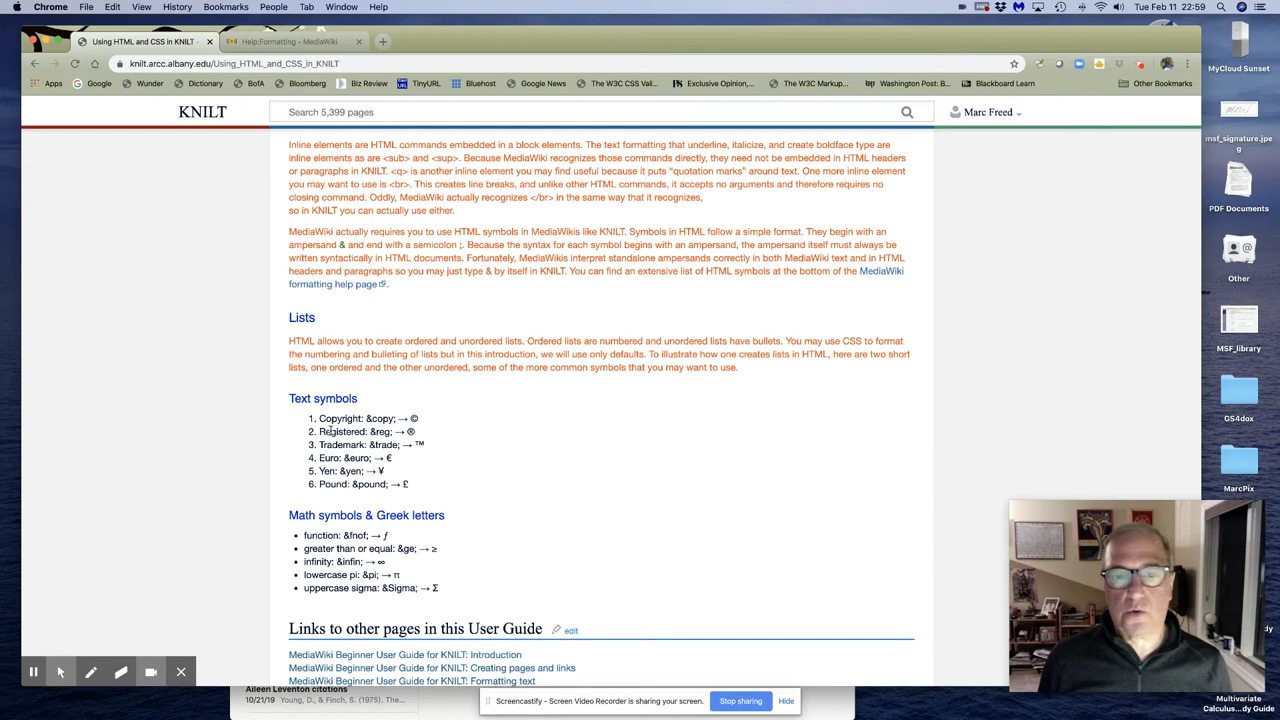 Chrome File Edit View History Bookmarks People Tab Window Help Tue Feb 11 22:59
Using HTML and CSS in KNILT - Help:Formatting - MediaWiki
knilt.arcc.albany.edu/Using_HTML_and_CSS_in_KNILT
Apps Google Wunder Dictionary BofA Bloomberg Biz Review TinyURL Bluehost Google News The W3C CSS Vali... Exclusive Opinion,... The W3C Markup... Washington Post: B... Blackboard Learn Other Bookmarks
KNILT Search 5,399 pages Marc Freed
Inline elements are HTML commands embedded in a block elements. The text formatting that underline, italicize, and create boldface type are
inline elements as are <sub> and <sup>. Because MediaWiki recognizes those commands directly, they need not be embedded in HTML headers
or paragraphs in KNILT. <q> is another inline element you may find useful because it puts "quotation marks" around text. One more inline element
you may want to use is <br>. This creates line breaks, and unlike other HTML commands, it accepts no arguments and therefore requires no
closing command. Oddly, MediaWiki actually recognizes </br> in the same way that it recognizes,
so in KNILT you can actually use either.
MediaWiki actually requires you to use HTML symbols in MediaWikis like KNILT. Symbols in HTML follow a simple format. They begin with an
ampersand & and end with a semicolon ;. Because the syntax for each symbol begins with an ampersand, the ampersand itself must always be
written syntactically in HTML documents. Fortunately, MediaWikis interpret standalone ampersands correctly in both MediaWiki text and in HTML
headers and paragraphs so you may just type & by itself in KNILT. You can find an extensive list of HTML symbols at the bottom of the MediaWiki
formatting help page.
Lists
HTML allows you to create ordered and unordered lists. Ordered lists are numbered and unordered lists have bullets. You may use CSS to format
the numbering and bulleting of lists but in this introduction, we will use only defaults. To illustrate how one creates lists in HTML, here are two short
lists, one ordered and the other unordered, some of the more common symbols that you may want to use.
Text symbols
1. Copyright: &copy; → ©
2. Registered: &reg; → ®
3. Trademark: &trade; → ™
4. Euro: &euro; → €
5. Yen: &yen; → ¥
6. Pound: &pound; → £
Math symbols & Greek letters
• function: &fnof; → ƒ
• greater than or equal: &ge; → ≥
• infinity: &infin; → ∞
• lowercase pi: &pi; → π
• uppercase sigma: &Sigma; → Σ
Links to other pages in this User Guide edit
MediaWiki Beginner User Guide for KNILT: Introduction
MediaWiki Beginner User Guide for KNILT: Creating pages and links
MediaWiki Beginner User Guide for KNILT: Formatting text
Aileen Leventon citations
10/21/19 Young, D., & Finch, S. (1975). The...
Screencastify - Screen Video Recorder is sharing your screen. Stop sharing Hide
MyCloud Sunset
msf_signature.jp
eg
PDF Documents
Other
MSF_library
GS4dox
MarcPix
Multivariate
Calculus...dy Guide